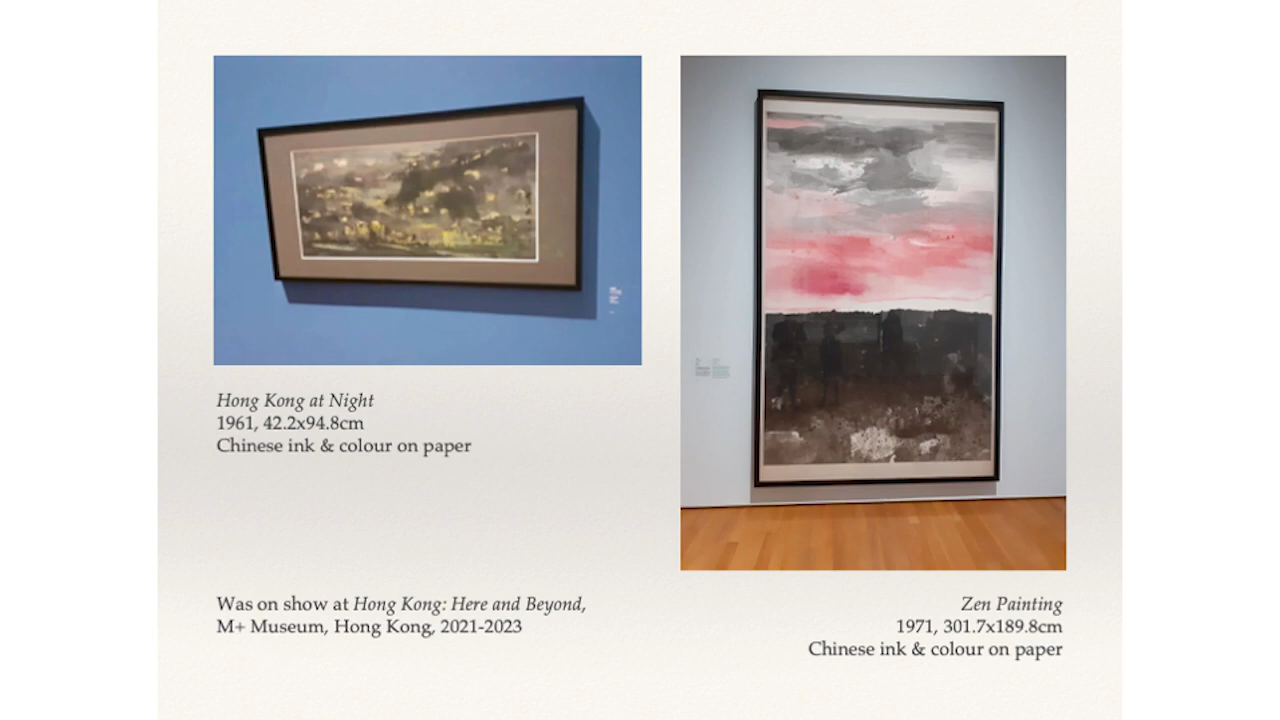 Hong Kong at Night
1961, 42.2x94.8cm
Chinese ink & colour on paper
Was on show at Hong Kong: Here and Beyond,
M+ Museum, Hong Kong, 2021-2023
Zen Painting
1971, 301.7x189.8cm
Chinese ink & colour on paper